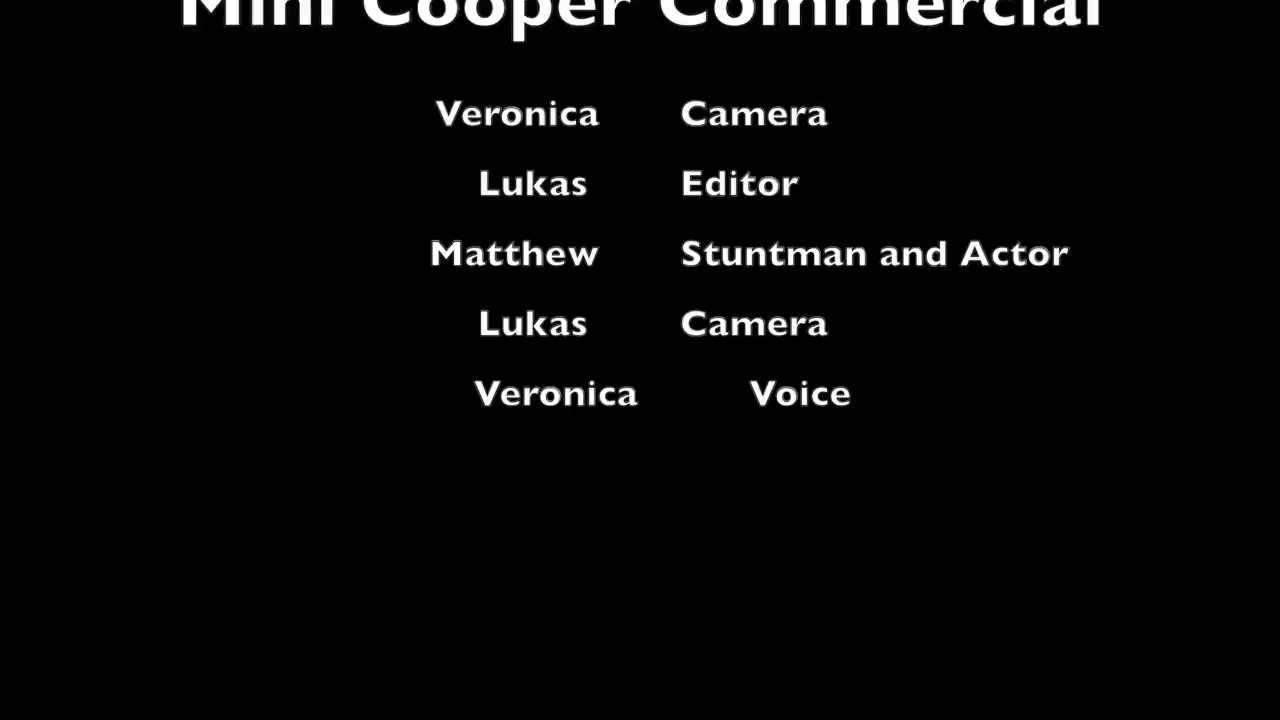 Mini Cooper Commercial
Veronica Camera
Lukas Editor
Matthew Stuntman and Actor
Lukas Camera
Veronica Voice